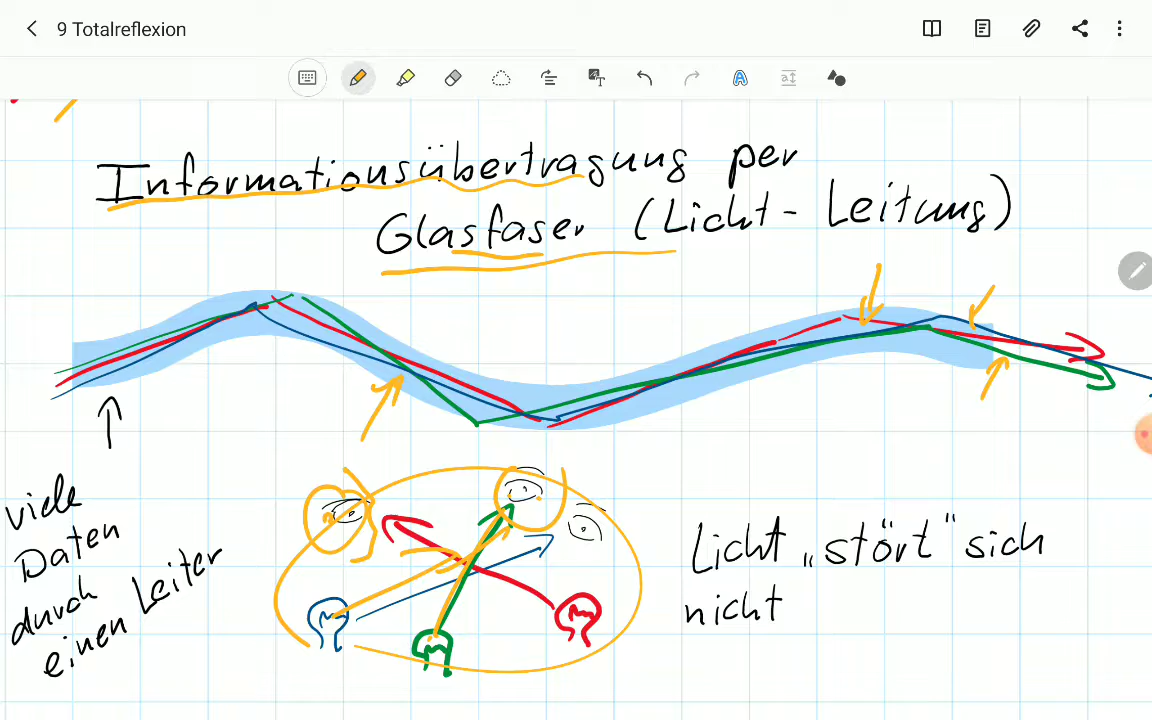 9 Totalreflexion
Informationsübertragung per
Glasfaser (Licht-Leitung)
viele
Daten
durch
einen Leiter
Licht „stört" sich
nicht